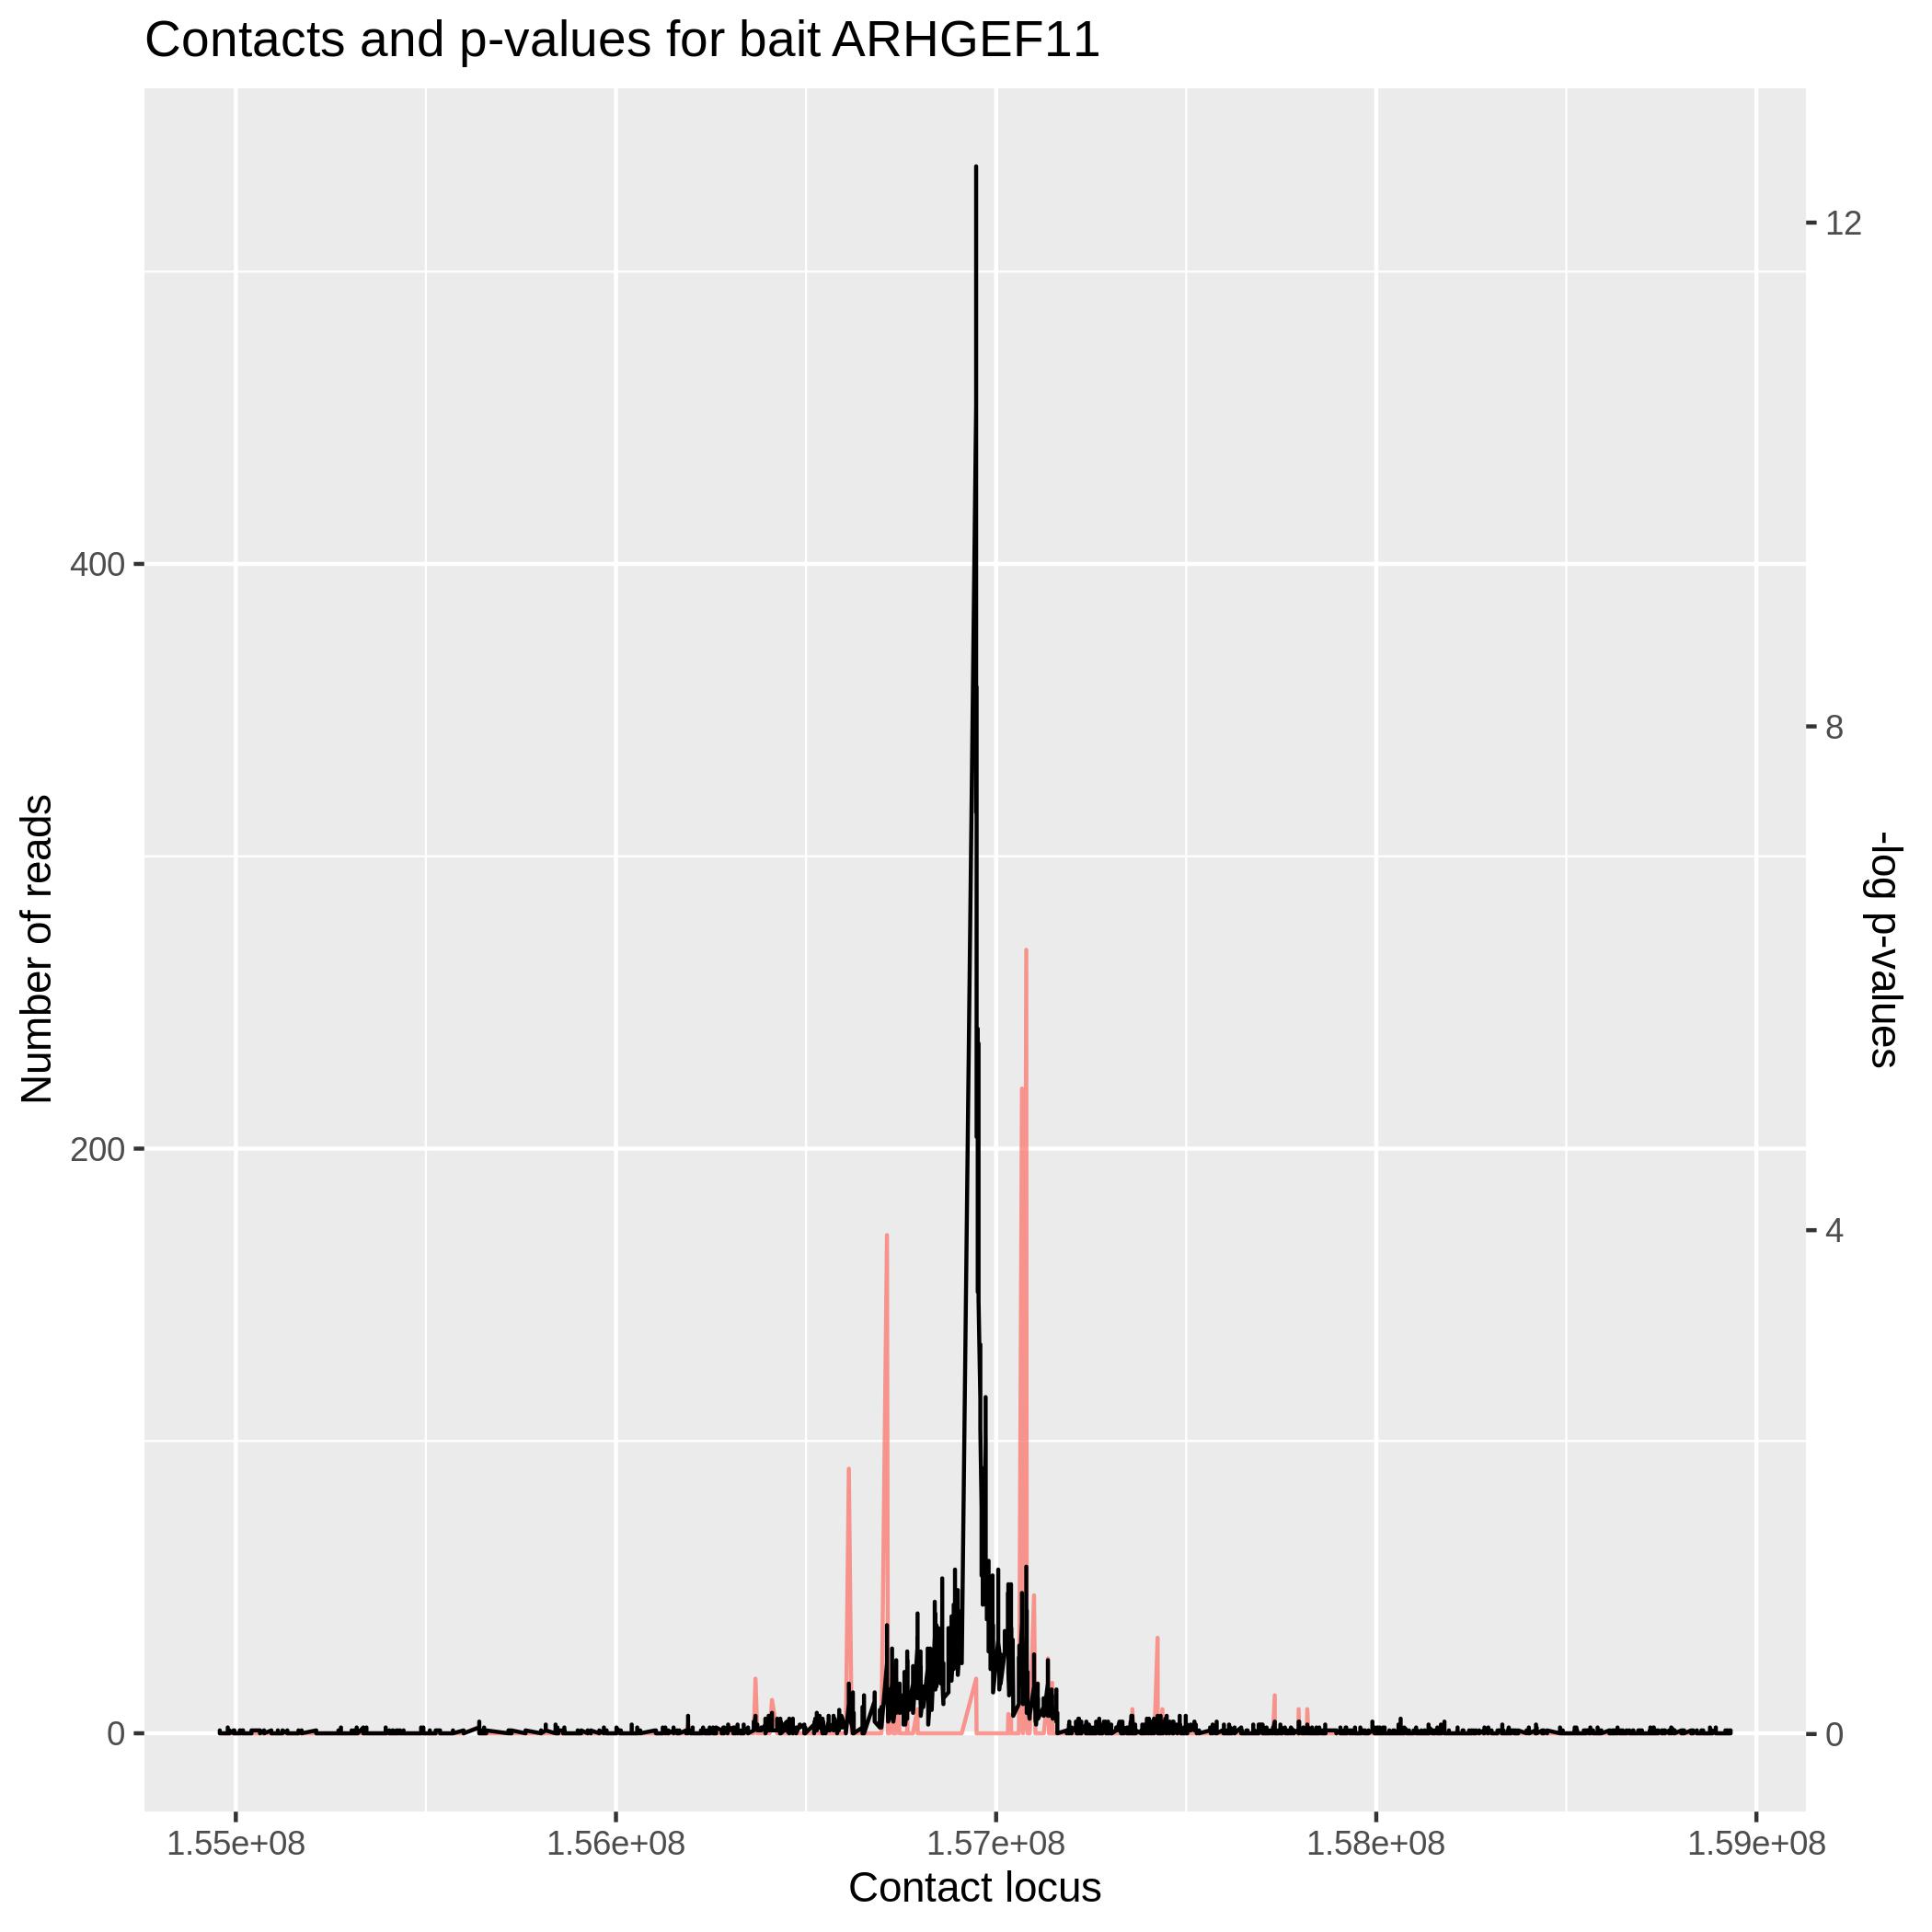 Contacts and p-values for bait ARHGEF11
12
400
8
Number of reads
-log p-values
4
200
0
0
1.55e+08
1.56e+08
1.57e+08
1.58e+08
1.59e+08
Contact locus